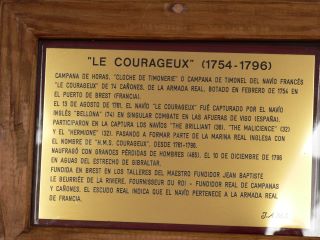 "LE COURAGEUX" (1754-1796)
CAMPANA DE HORAS. "CLOCHE DE TIMONERIE" O CAMPANA DE TIMONEL DEL NAVÍO FRANCÉS
"LE COURAGEUX" DE 74 CAÑONES, DE LA ARMADA REAL, BOTADO EN FEBRERO DE 1754 EN
EL PUERTO DE BREST (FRANCIA).
EL 13 DE AGOSTO DE 1761, EL NAVÍO "LE COURAGEUX" FUÉ CAPTURADO POR EL NAVÍO
INGLÉS "BELLONA" (74) EN SINGULAR COMBATE EN LAS AFUERAS DE VIGO (ESPAÑA).
PARTICIPARON EN LA CAPTURA LOS NAVÍOS "THE BRILLIANT" (36), "THE MALICIENCE" (32)
Y EL "HERMIONE" (32), PASANDO A FORMAR PARTE DE LA MARINA REAL INGLESA CON
EL NOMBRE DE "H.M.S. COURAGEUX", DESDE 1761-1796.
NAUFRAGÓ CON GRANDES PÉRDIDAS DE HOMBRES (465), EL 10 DE DICIEMBRE DE 1796
EN AGUAS DEL ESTRECHO DE GIBRALTAR.
FUNDIDA EN BREST EN LOS TALLERES DEL MAESTRO FUNDIDOR JEAN BAPTISTE
LE BEURRIÉE DE LA RIVIERE, FOURNISSEUR DU ROI - FUNDIDOR REAL DE CAMPANAS
Y CAÑONES. EL ESCUDO REAL INDICA QUE EL NAVÍO PERTENECE A LA ARMADA REAL
DE FRANCIA.